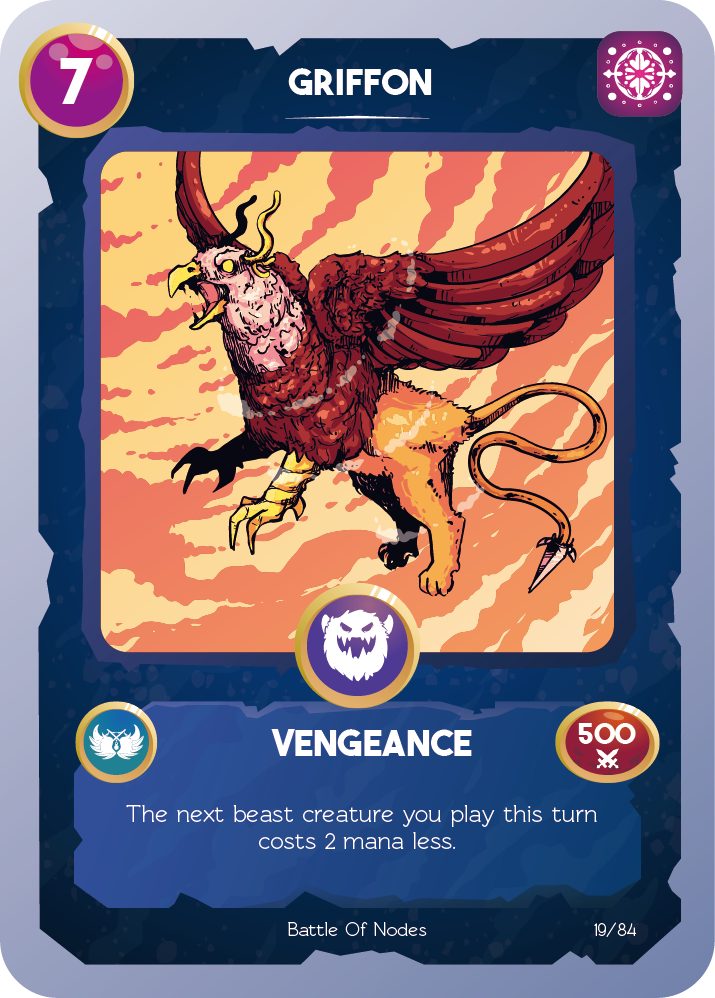 7
GRIFFON
VENGEANCE
500
The next beast creature you play this turn
costs 2 mana less.
Battle Of Nodes
19/84